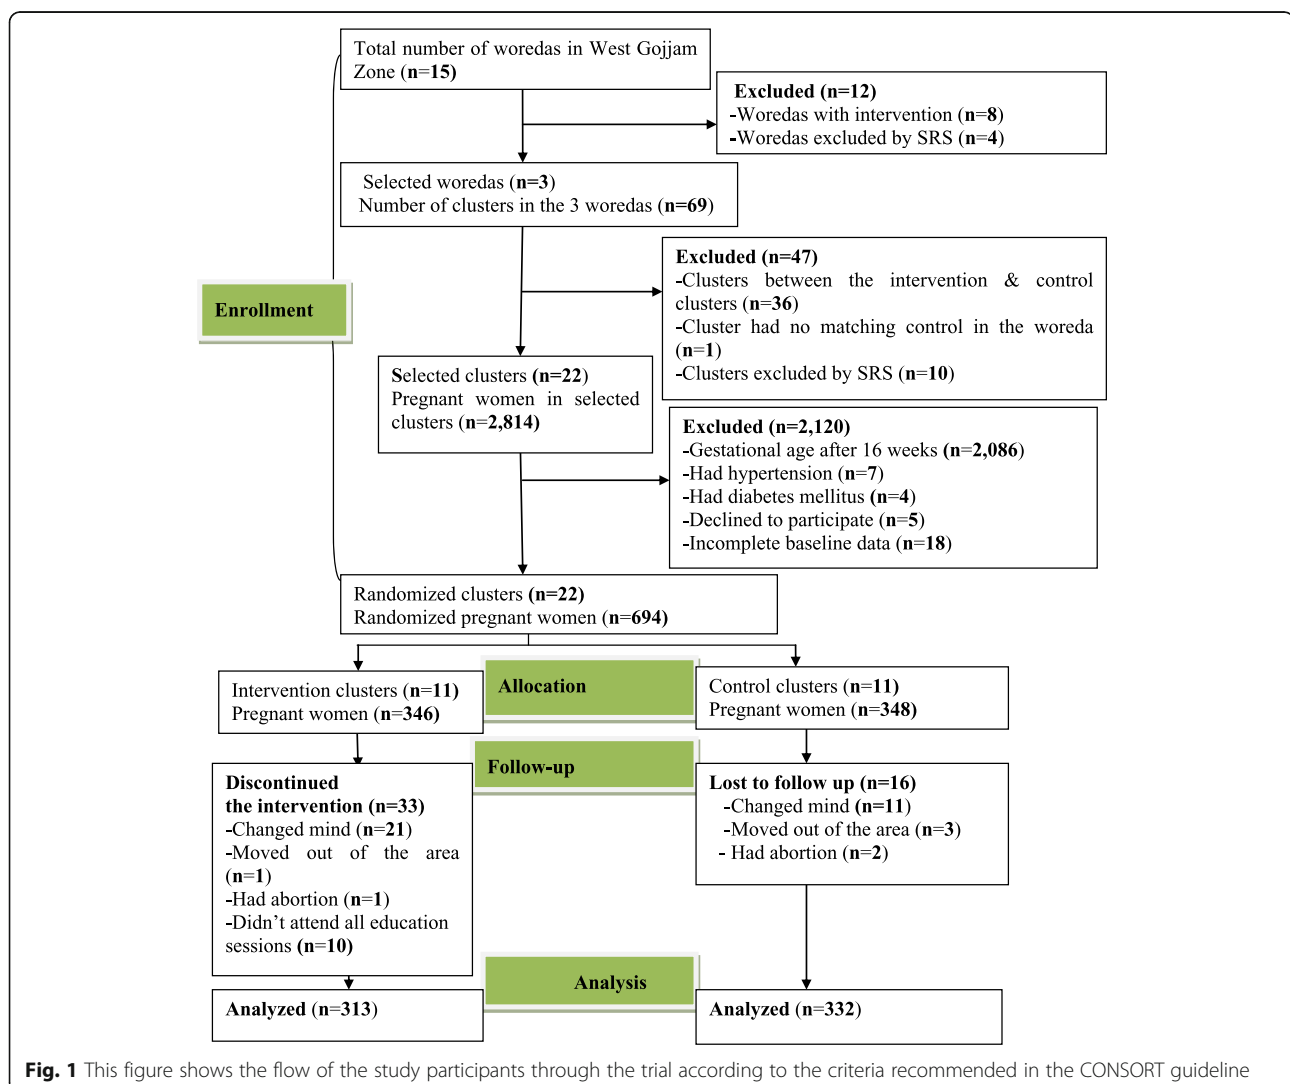 Total number of woredas in West Gojjam
Zone (n=15)
Excluded (n=12)
-Woredas with intervention (n=8)
-Woredas excluded by SRS (n=4)
Selected woredas (n=3)
Number of clusters in the 3 woredas (n=69)
Excluded (n=47)
-Clusters between the intervention & control
clusters (n=36)
-Cluster had no matching control in the woreda
(n=1)
-Clusters excluded by SRS (n=10)
Enrollment
Selected clusters (n=22)
Pregnant women in selected
clusters (n=2,814)
Excluded (n=2,120)
-Gestational age after 16 weeks (n=2,086)
-Had hypertension (n=7)
-Had diabetes mellitus (n=4)
-Declined to participate (n=5)
-Incomplete baseline data (n=18)
Randomized clusters (n=22)
Randomized pregnant women (n=694)
Allocation
Intervention clusters (n=11)
Pregnant women (n=346)
Control clusters (n=11)
Pregnant women (n=348)
Follow-up
Discontinued
the intervention (n=33)
-Changed mind (n=21)
-Moved out of the area
(n=1)
-Had abortion (n=1)
-Didn't attend all education
sessions (n=10)
Lost to follow up (n=16)
-Changed mind (n=11)
-Moved out of the area (n=3)
- Had abortion (n=2)
Analysis
Analyzed (n=313)
Analyzed (n=332)
Fig. 1 This figure shows the flow of the study participants through the trial according to the criteria recommended in the CONSORT guideline